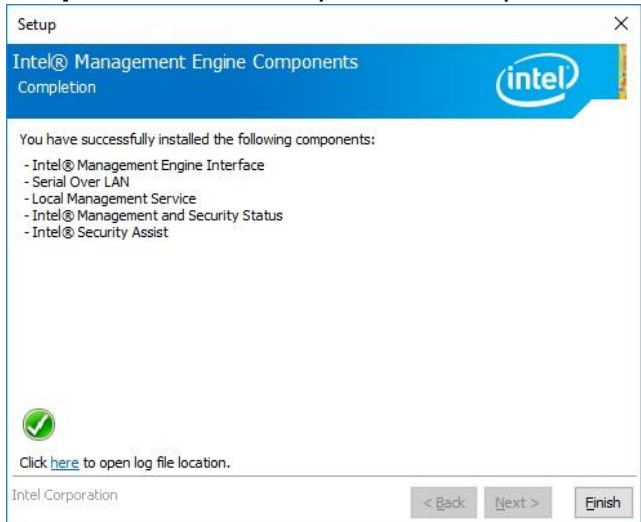 Setup
Intel® Management Engine Components
Completion
intel
You have successfully installed the following components:
- Intel® Management Engine Interface
- Serial Over LAN
- Local Management Service
- Intel® Management and Security Status
- Intel® Security Assist
Click here to open log file location.
Intel Corporation
< Back Next > Finish